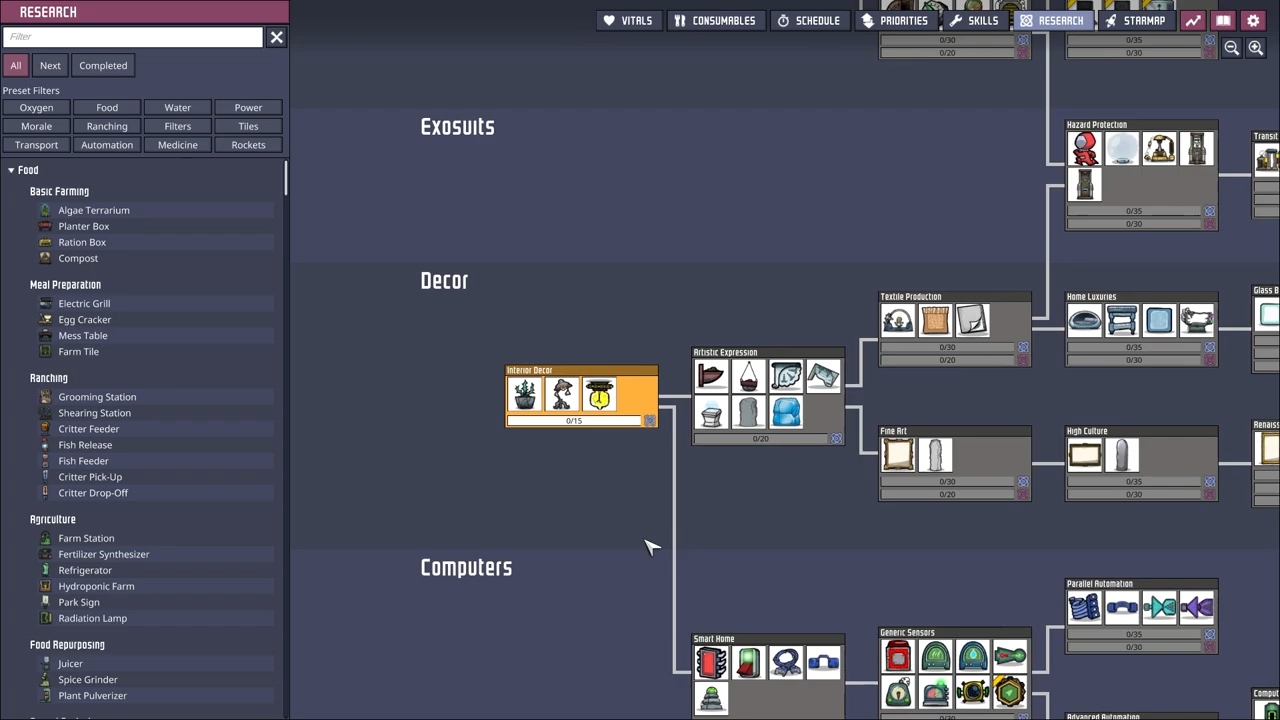 RESEARCH
VITALS
CONSUMABLES
SCHEDULE
PRIORITIES
SKILLS
RESEARCH
STARMAP
Filter
All
Next
Completed
Preset Filters
Oxygen
Food
Water
Power
Morale
Ranching
Filters
Tiles
Transport
Automation
Medicine
Rockets
Food
Basic Farming
Algae Terrarium
Planter Box
Ration Box
Compost
Meal Preparation
Electric Grill
Egg Cracker
Mess Table
Farm Tile
Ranching
Grooming Station
Shearing Station
Critter Feeder
Fish Release
Fish Feeder
Critter Pick-Up
Critter Drop-Off
Agriculture
Farm Station
Fertilizer Synthesizer
Refrigerator
Hydroponic Farm
Park Sign
Radiation Lamp
Food Repurposing
Juicer
Spice Grinder
Plant Pulverizer
0/30
0/20
0/35
0/30
Exosuits
Hazard Protection
0/35
0/30
Transit
Decor
Interior Decor
0/15
Artistic Expression
0/20
Textile Production
0/30
0/20
Home Luxuries
0/35
0/30
Glass B
Fine Art
0/30
0/20
High Culture
0/35
0/30
Renais
Computers
Smart Home
Generic Sensors
Parallel Automation
0/35
0/30
Advanced Automation
Comput